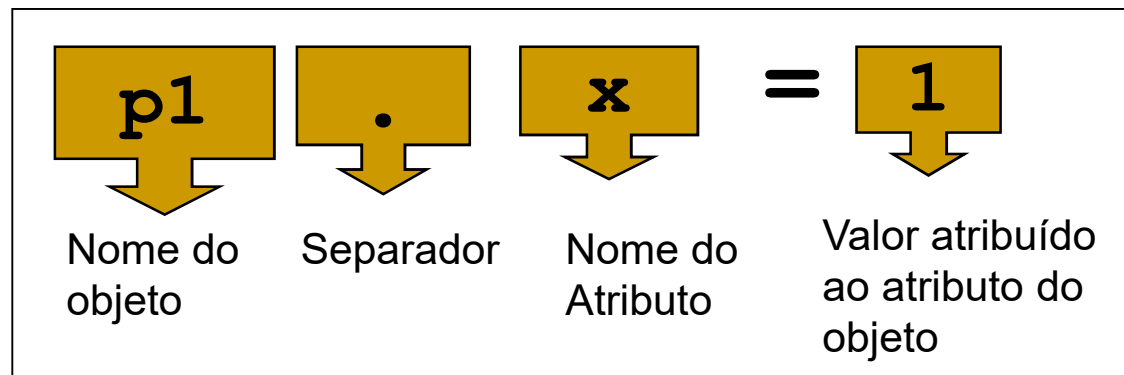 p1 . x = 1
Nome do objeto
Separador
Nome do Atributo
Valor atribuído ao atributo do objeto